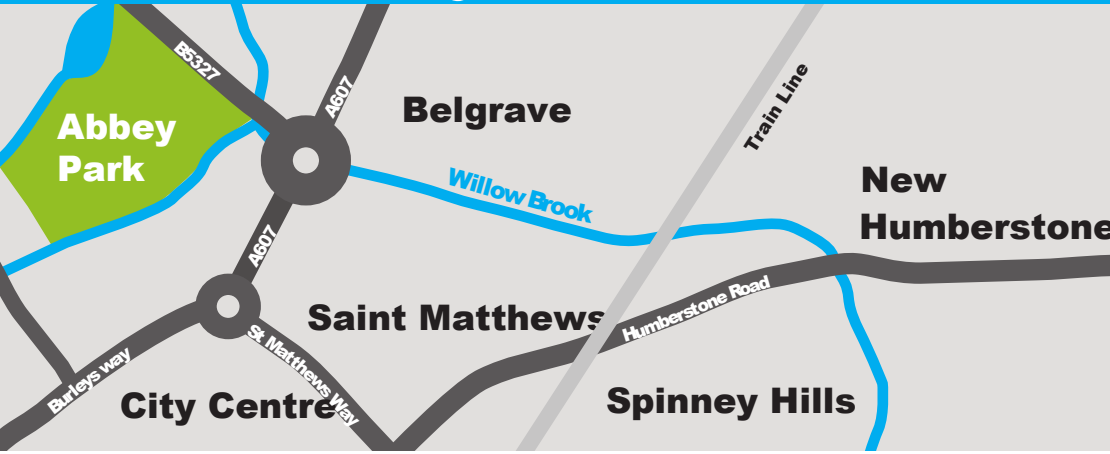 B5327
A607
Belgrave
Train Line
Abbey
Park
Willow Brook
New
Humberstone
A607
Saint Matthews
Humberstone Road
St. Matthews Way
Burleys way
City Centre
Spinney Hills